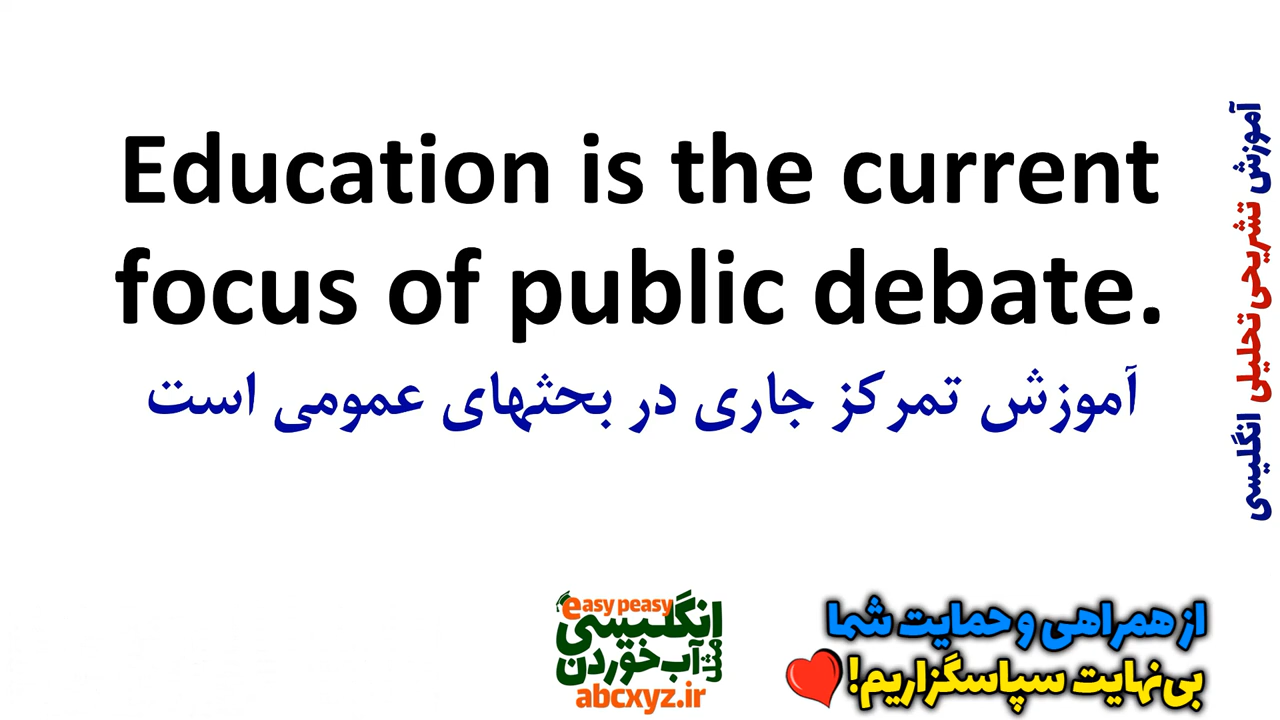 Education is the current
focus of public debate.
آموزش تمرکز جاری در بحثهای عمومی است
آموزش تشریحی تحلیلی انگلیسی
easy peasy
انگلیسی
مثل آب خوردن
abcxyz.ir
از همراهی و حمایت شما
بی‌نهایت سپاسگزاریم!